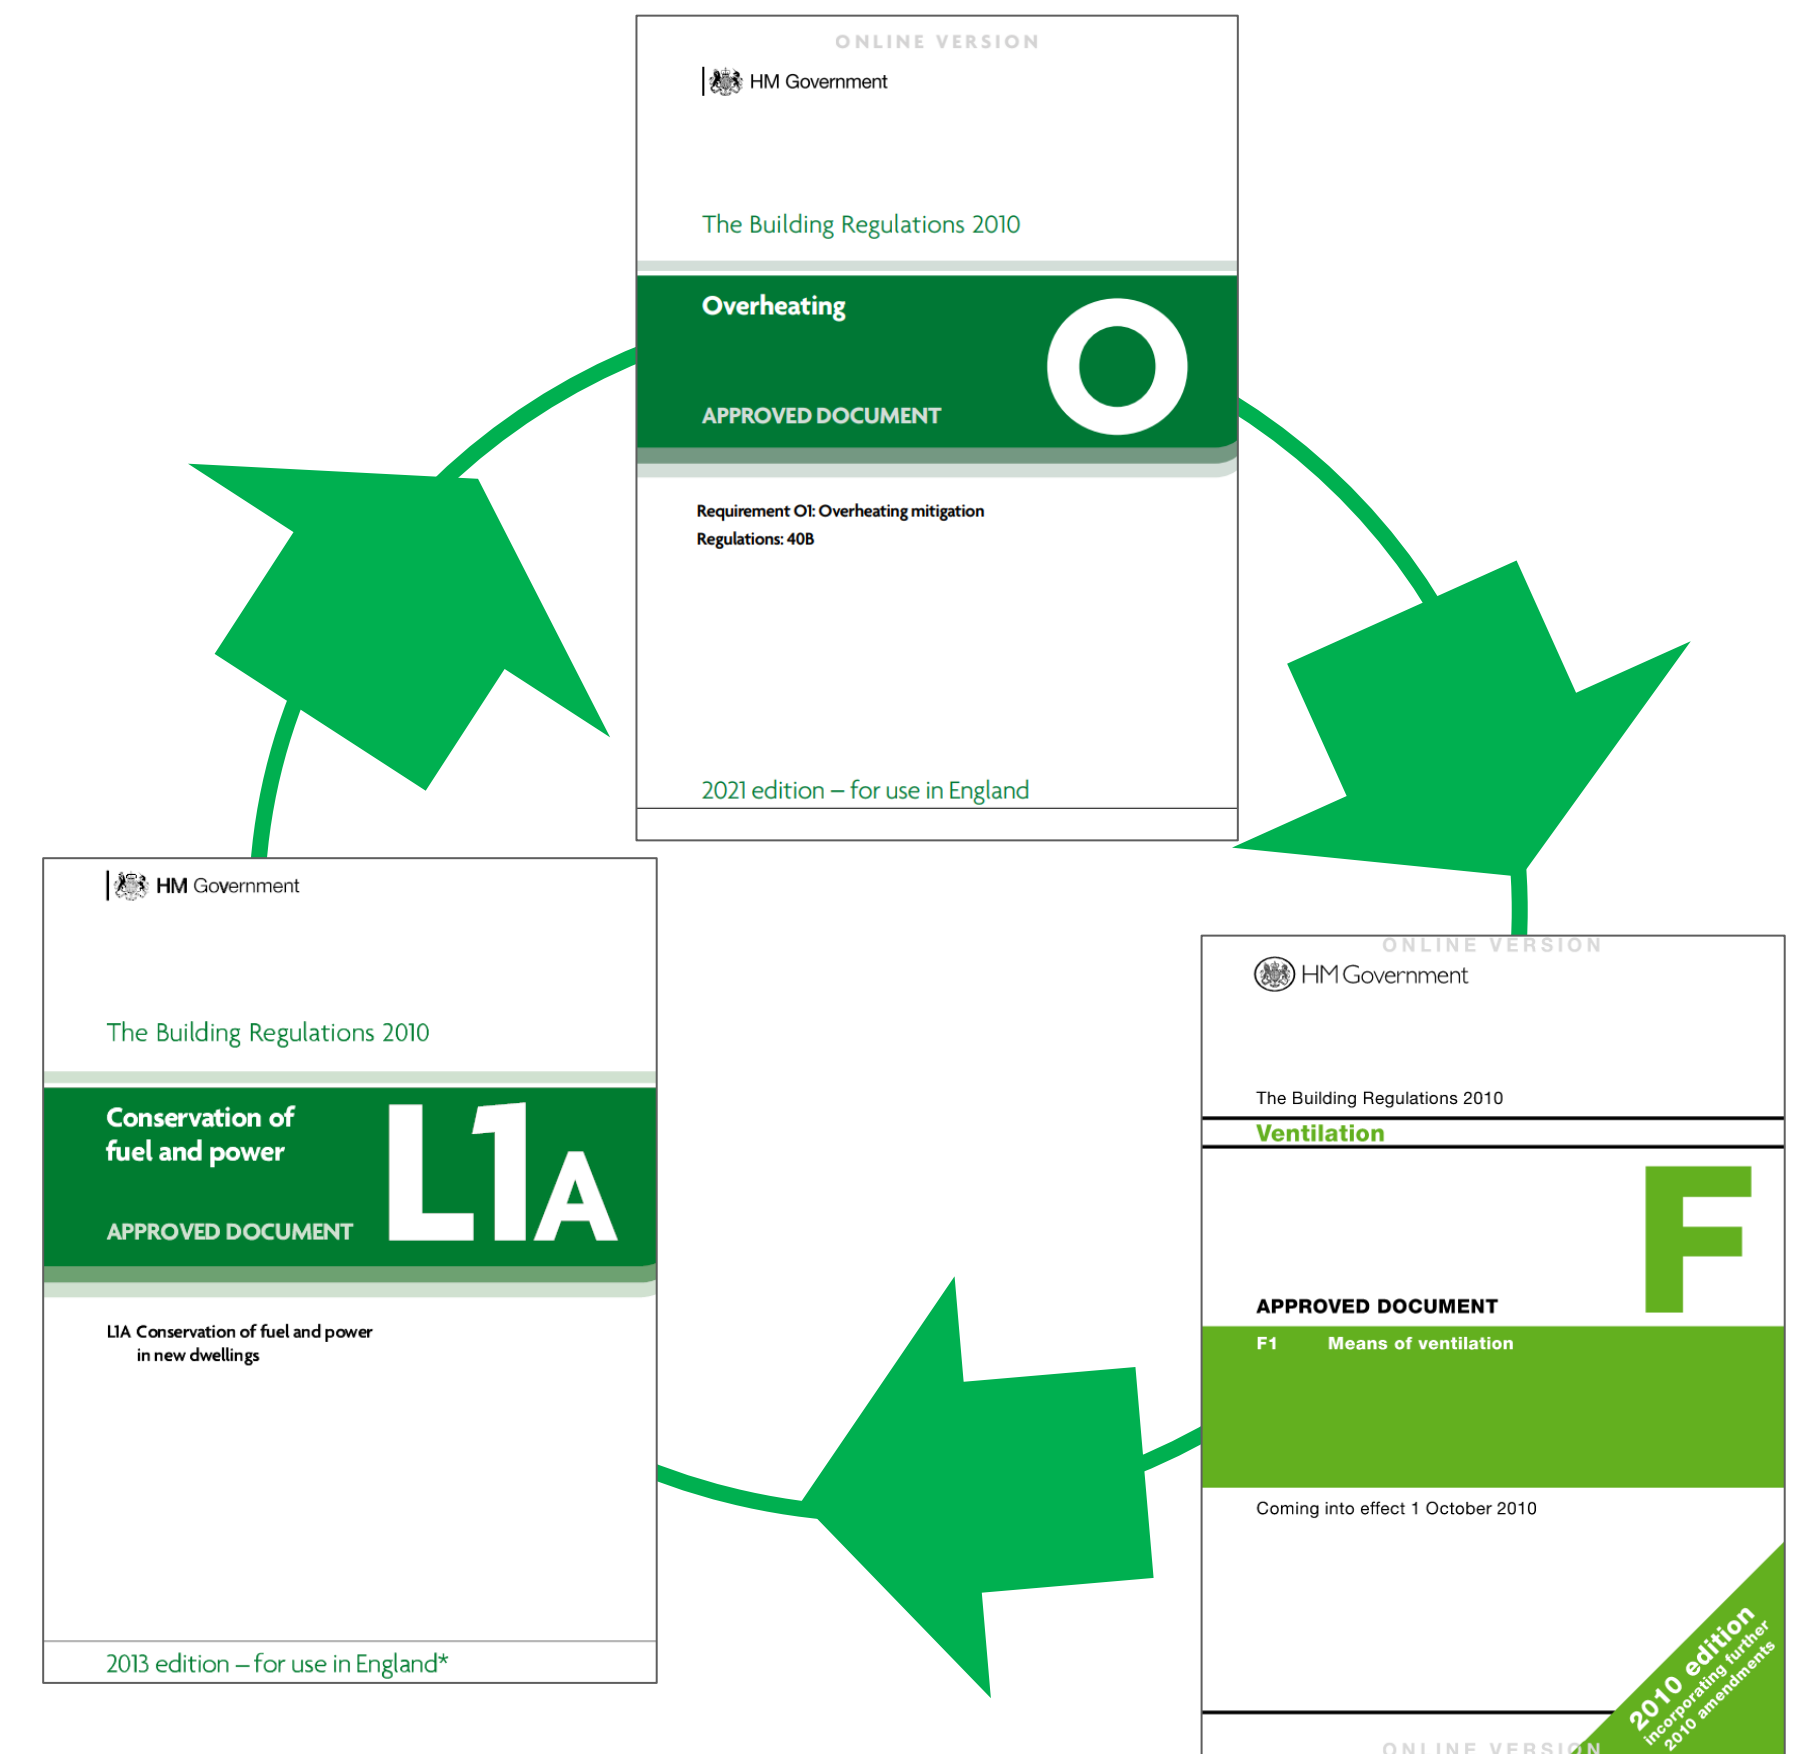 ONLINE VERSION
HM Government
The Building Regulations 2010
Overheating
O
APPROVED DOCUMENT
Requirement O1: Overheating mitigation
Regulations: 40B
2021 edition – for use in England
HM Government
The Building Regulations 2010
Conservation of
fuel and power
L1A
APPROVED DOCUMENT
L1A Conservation of fuel and power
in new dwellings
2013 edition – for use in England*
ONLINE VERSION
HM Government
The Building Regulations 2010
Ventilation
F
APPROVED DOCUMENT
F1 Means of ventilation
Coming into effect 1 October 2010
2010 edition
incorporating further
2010 amendments
ONLINE VERSION